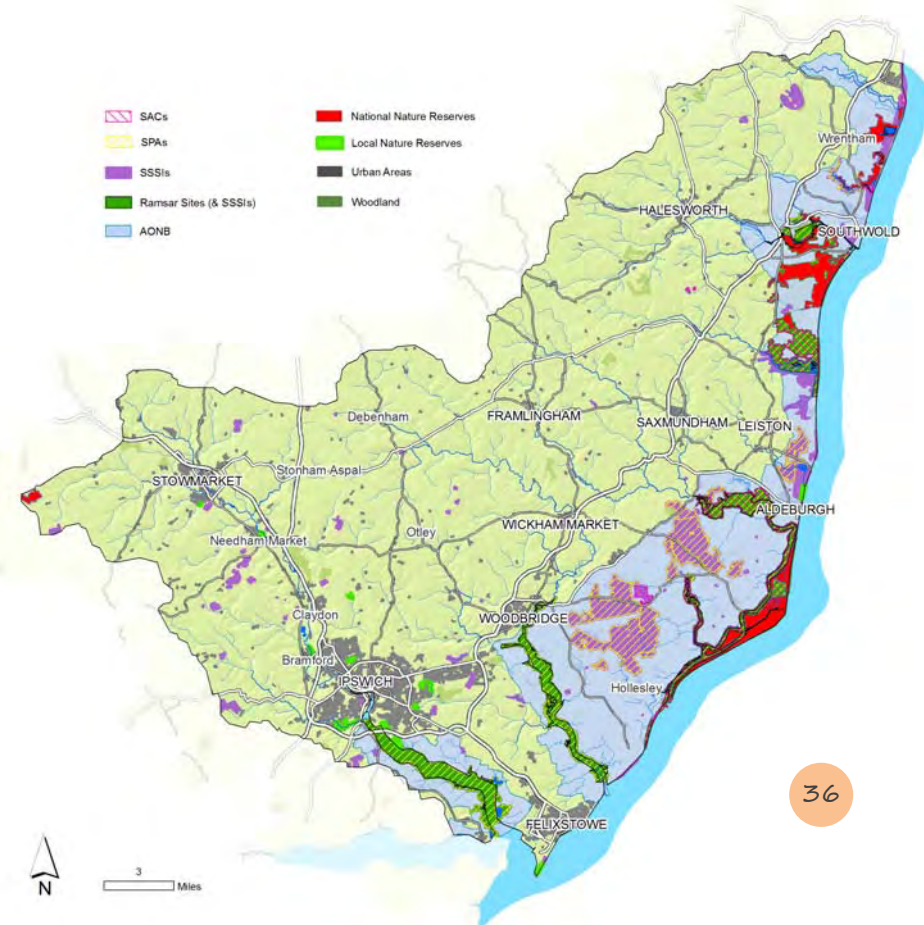 SACs
SPAs
SSSIs
Ramsar Sites (& SSSIs)
AONB
National Nature Reserves
Local Nature Reserves
Urban Areas
Woodland
Wrentham
HALESWORTH
SOUTHWOLD
Debenham
FRAMLINGHAM
SAXMUNDHAM
LEISTON
Stonham Aspal
STOWMARKET
ALDEBURGH
WICKHAM MARKET
Otley
Needham Market
Claydon
WOODBRIDGE
Bramford
IPSWICH
Hollesley
FELIXSTOWE
36
N
3
Miles